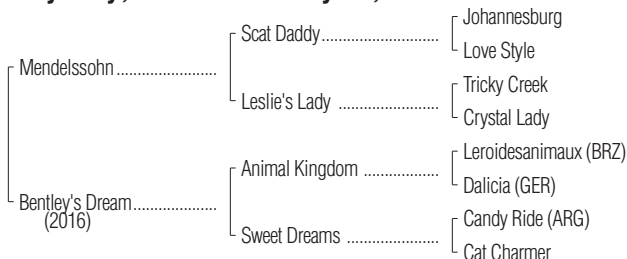 Johannesburg
Scat Daddy
Love Style
Mendelssohn
Tricky Creek
Leslie's Lady
Crystal Lady
Leroidesanimaux (BRZ)
Animal Kingdom
Dalicia (GER)
Bentley's Dream
(2016)
Candy Ride (ARG)
Sweet Dreams
Cat Charmer